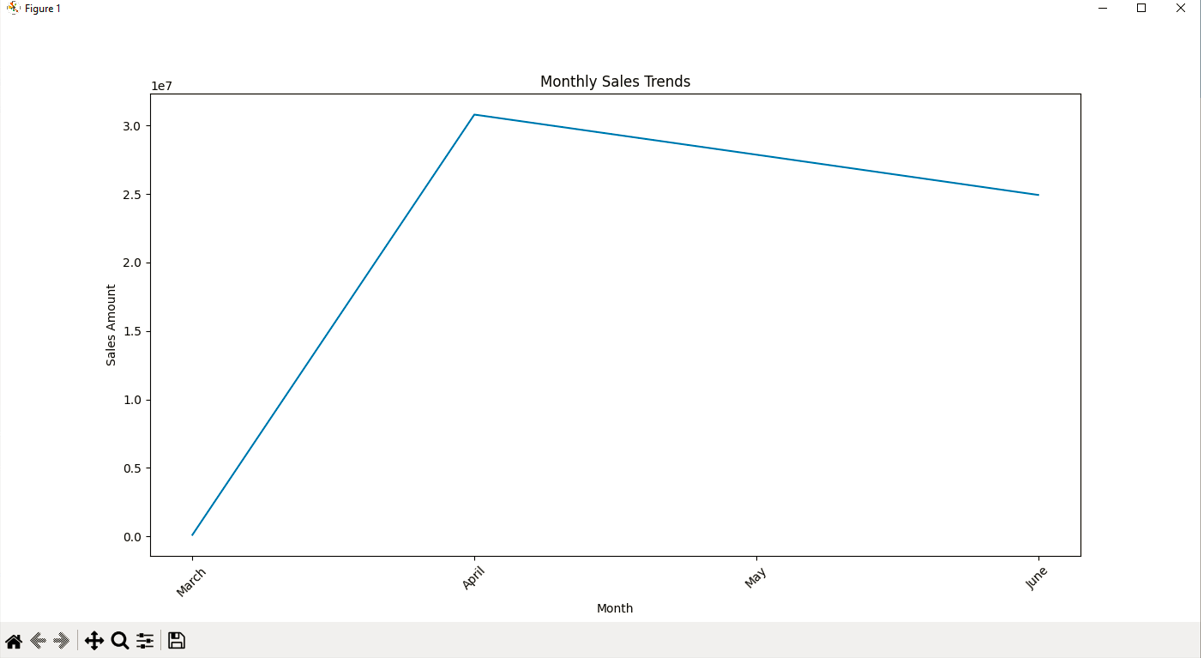 Figure 1
Monthly Sales Trends
1e7
3.0
2.5
2.0
1.5
1.0
0.5
0.0
Sales Amount
March
April
May
June
Month